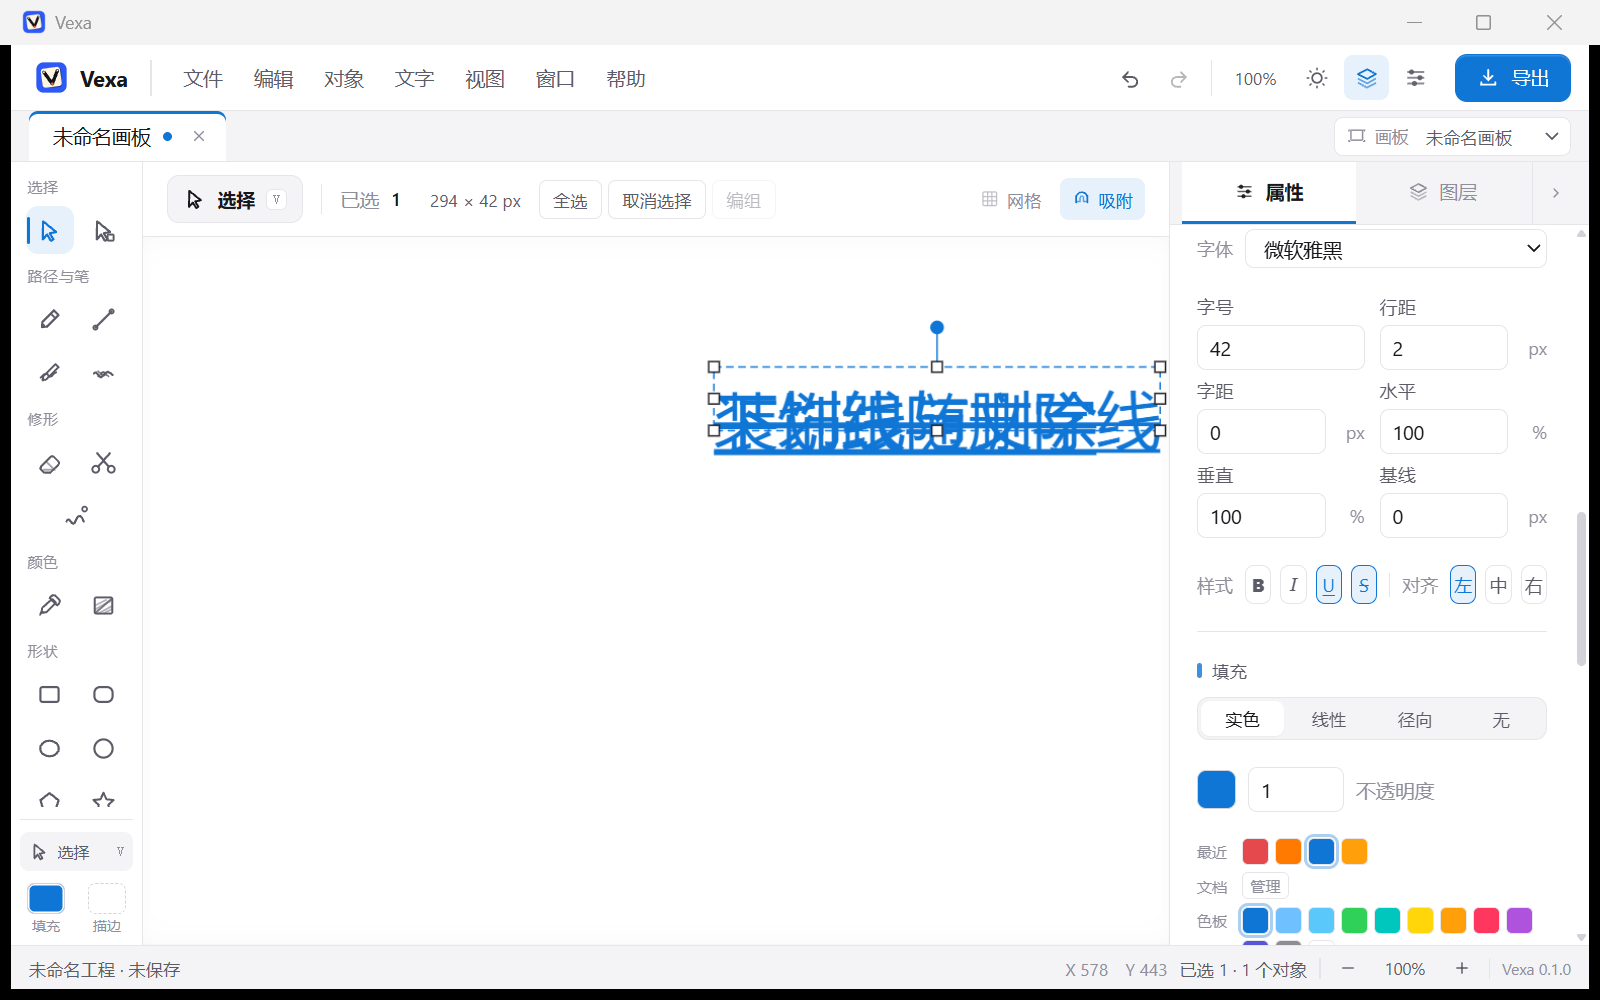 Vexa
Vexa 文件 编辑 对象 文字 视图 窗口 帮助 100% 导出
未命名画板 画板 未命名画板
选择
选择 V 已选 1 294 × 42 px 全选 取消选择 编组 网格 吸附
属性 图层
路径与笔
修形
颜色
形状
选择 V
填充 描边
字体 微软雅黑
字号 行距
42 2 px
字距 水平
0 px 100 %
垂直 基线
100 % 0 px
样式 B I U S 对齐 左 中 右
填充
实色 线性 径向 无
1 不透明度
最近
文档 管理
色板
未命名工程 · 未保存 X 578 Y 443 已选 1 · 1 个对象 100% Vexa 0.1.0